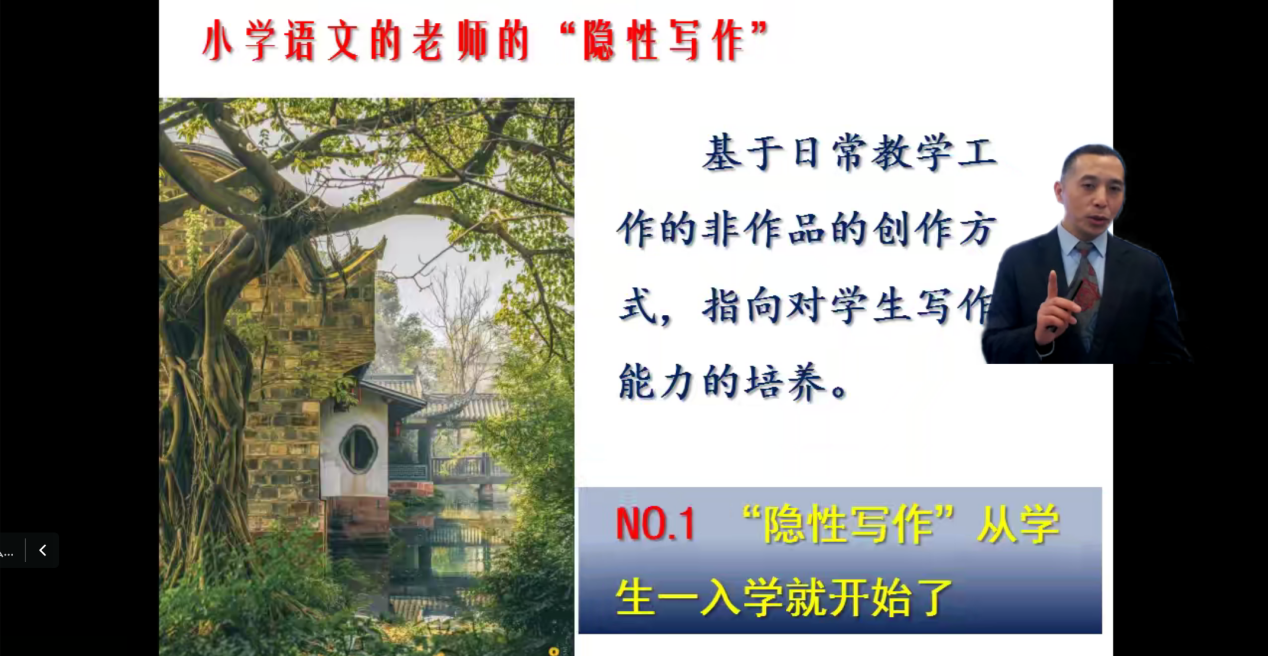 小学语文的老师的“隐性写作”
基于日常教学工
作的非作品的创作方
式，指向对学生写作
能力的培养。
NO.1 “隐性写作”从学
生一入学就开始了